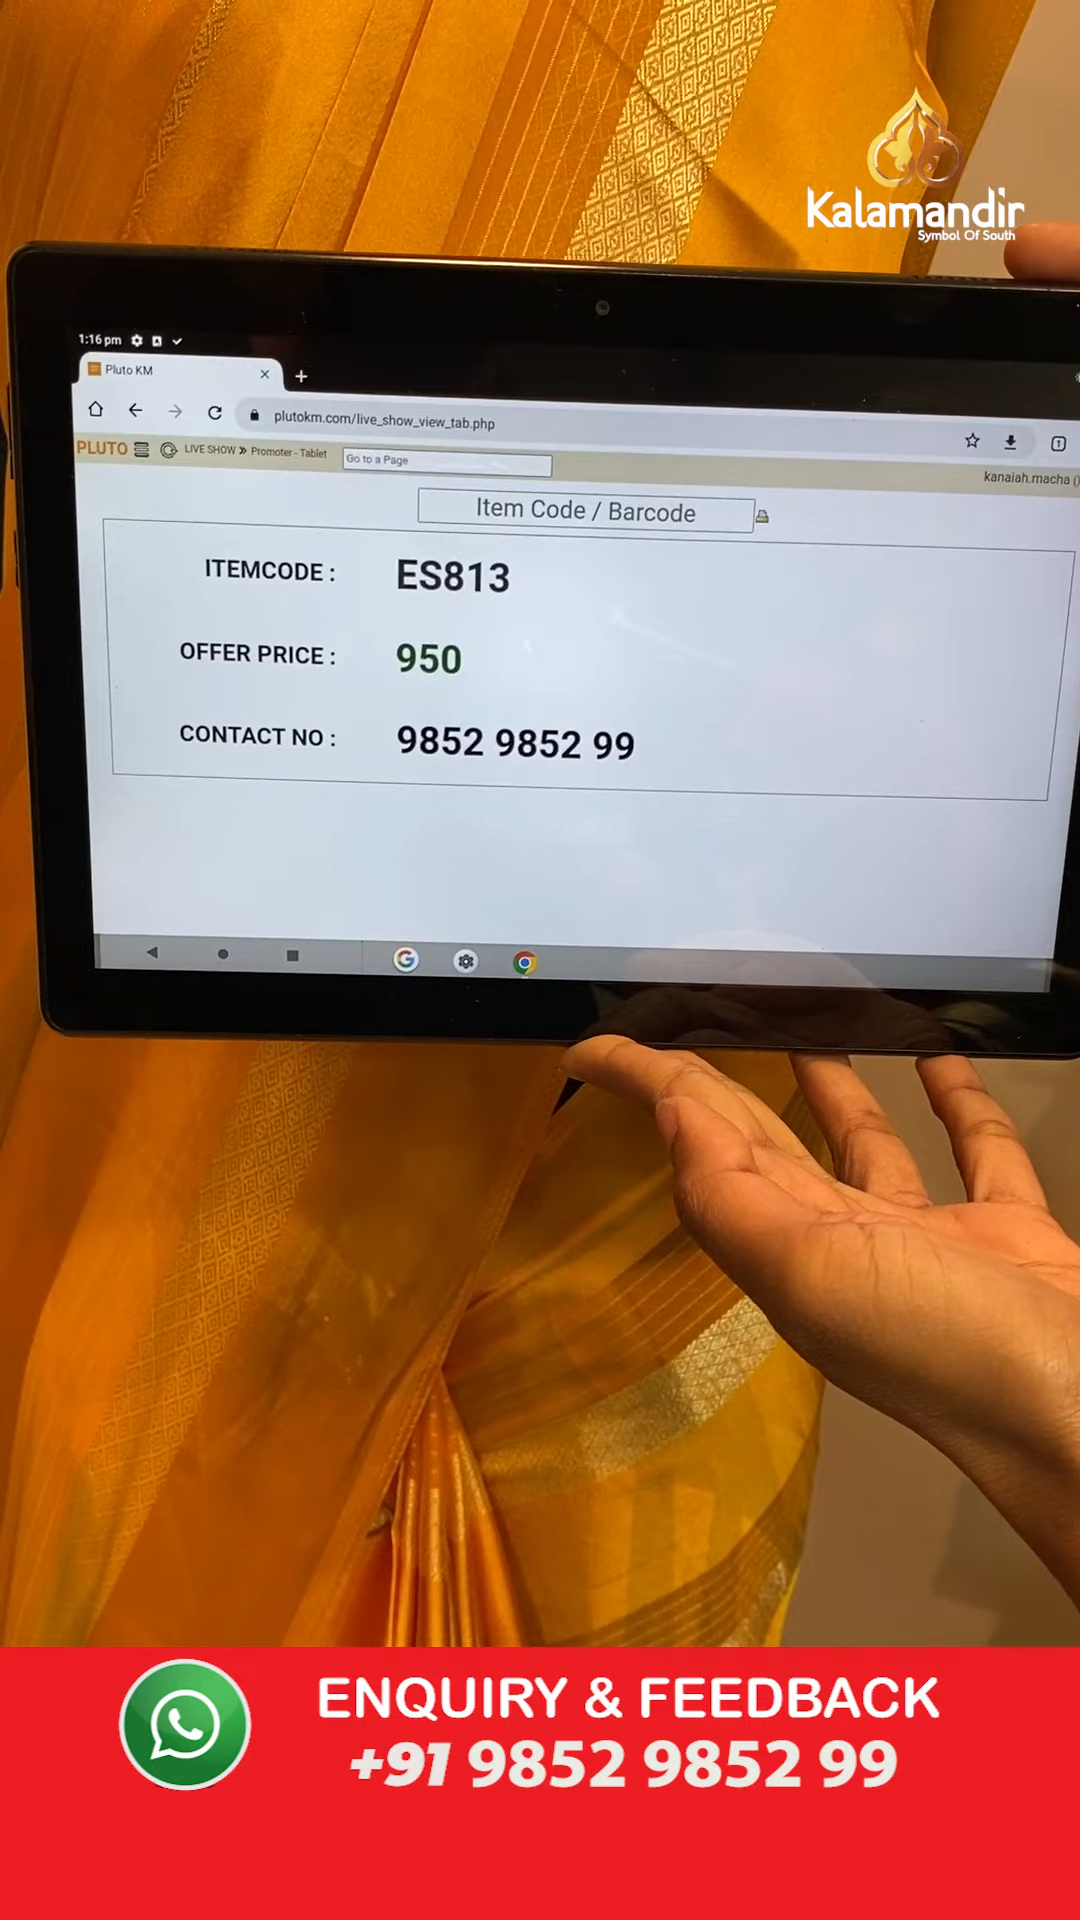 Kalamandir
Symbol Of South
1:16 pm
Pluto KM
plutokm.com/live_show_view_tab.php
PLUTO LIVE SHOW » Promoter - Tablet Go to a Page
kanaiah.macha ()
Item Code / Barcode
ITEMCODE : ES813
OFFER PRICE : 950
CONTACT NO : 9852 9852 99
ENQUIRY & FEEDBACK
+91 9852 9852 99